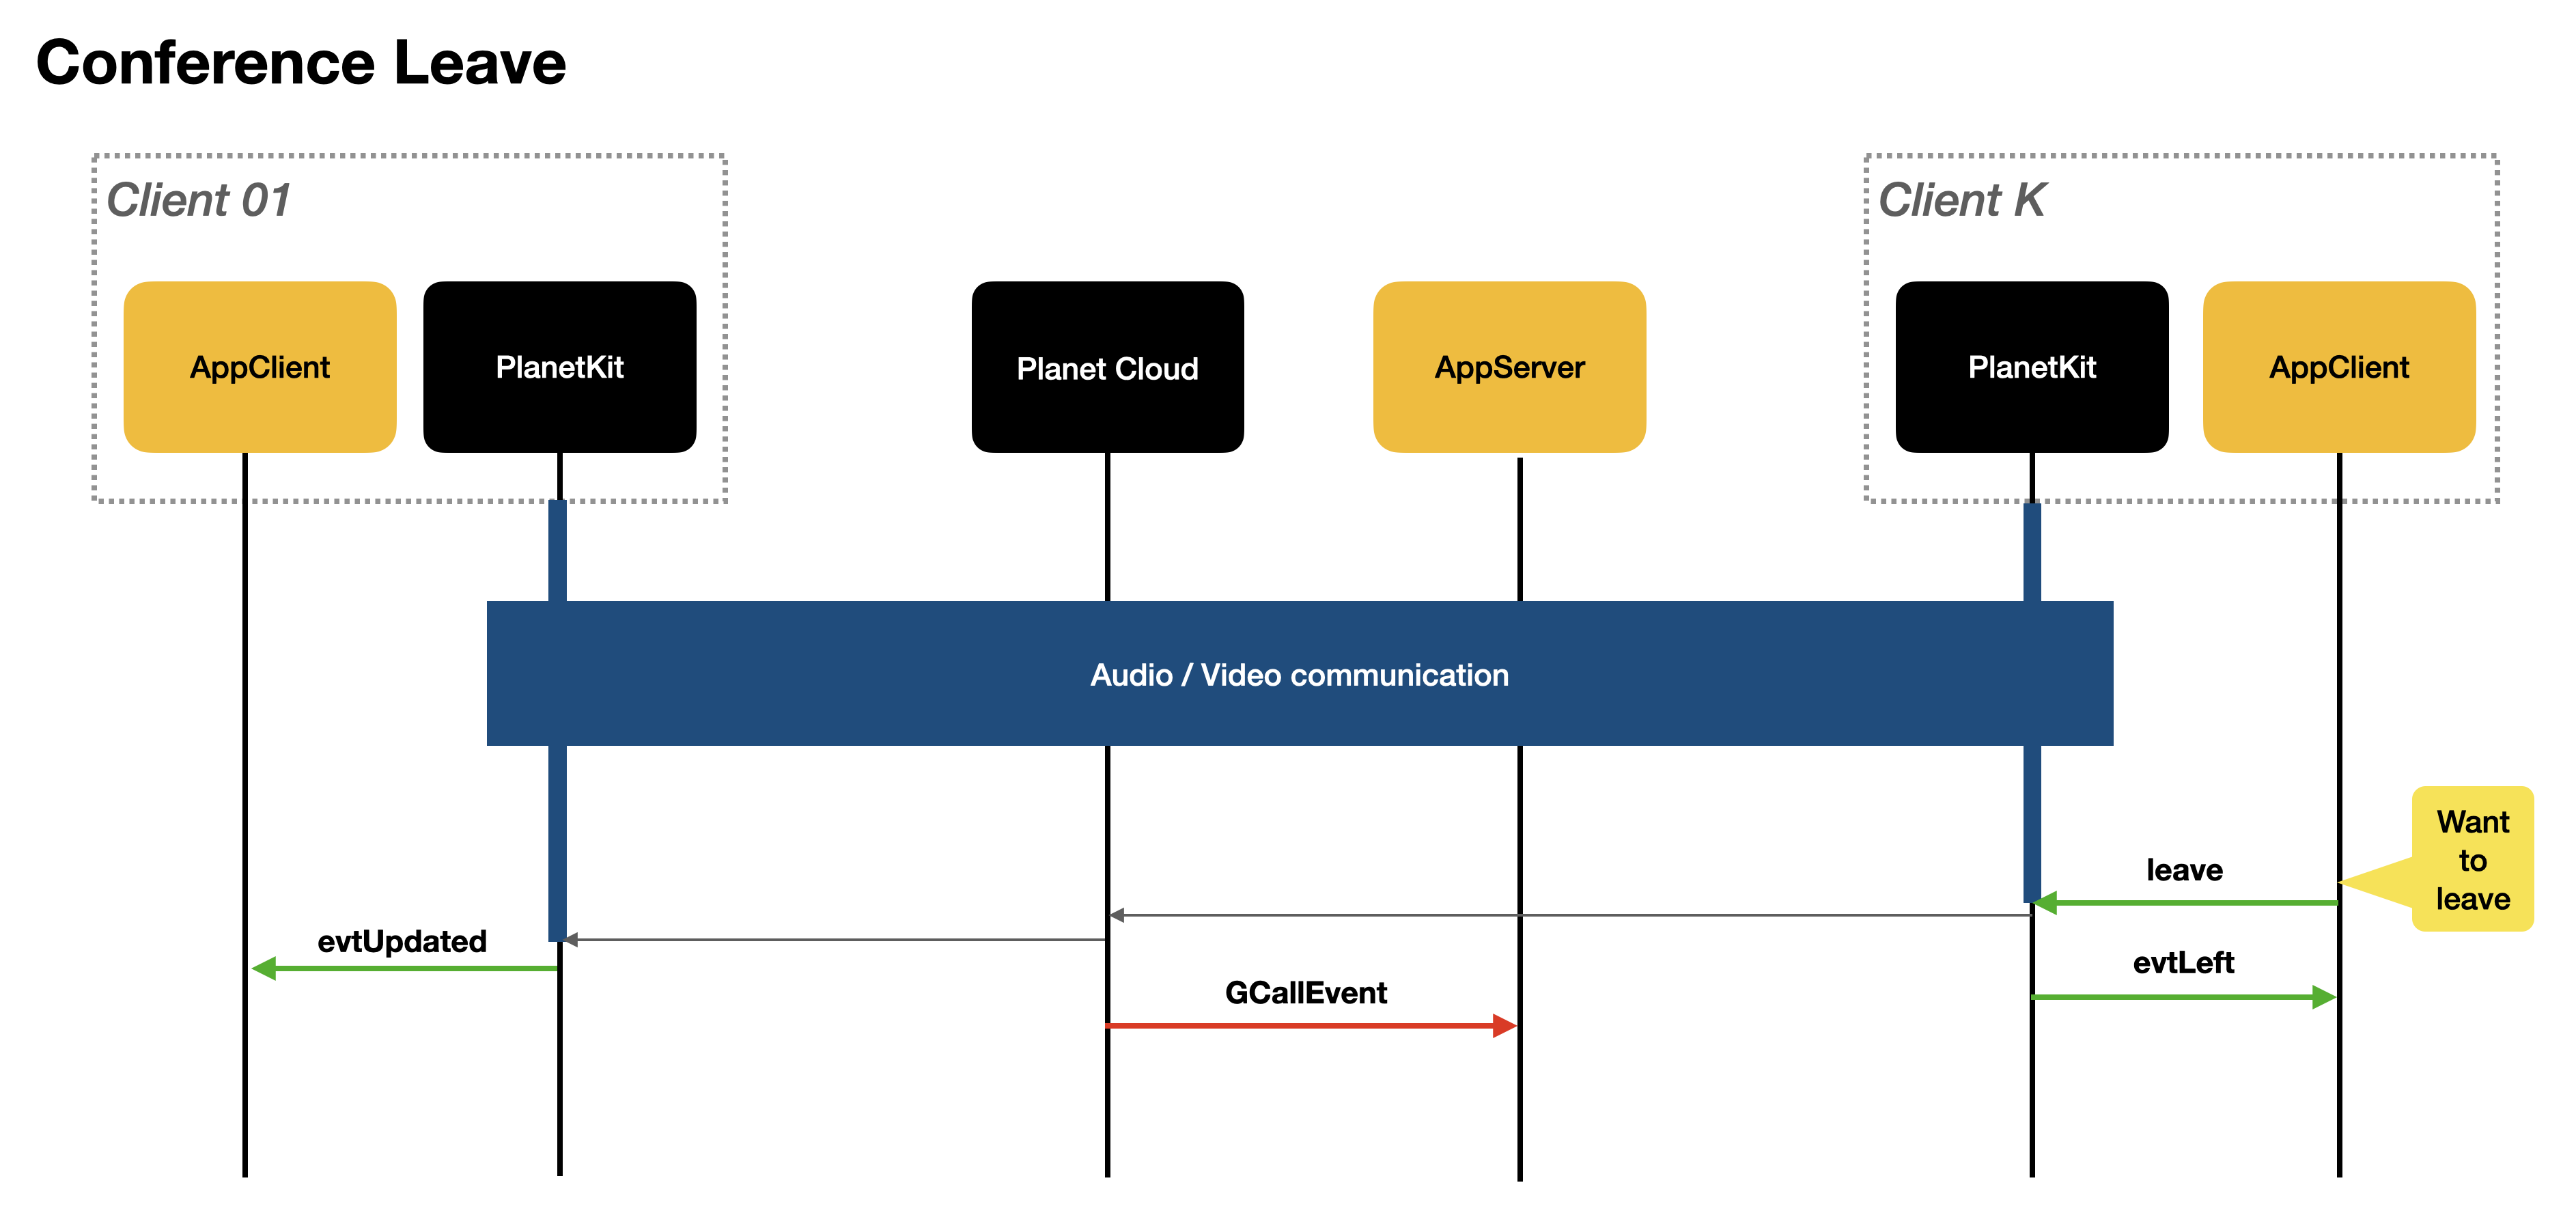 Conference Leave
Client 01
Client K
AppClient
PlanetKit
Planet Cloud
AppServer
PlanetKit
AppClient
Audio / Video communication
Want
to
leave
leave
evtUpdated
evtLeft
GCallEvent